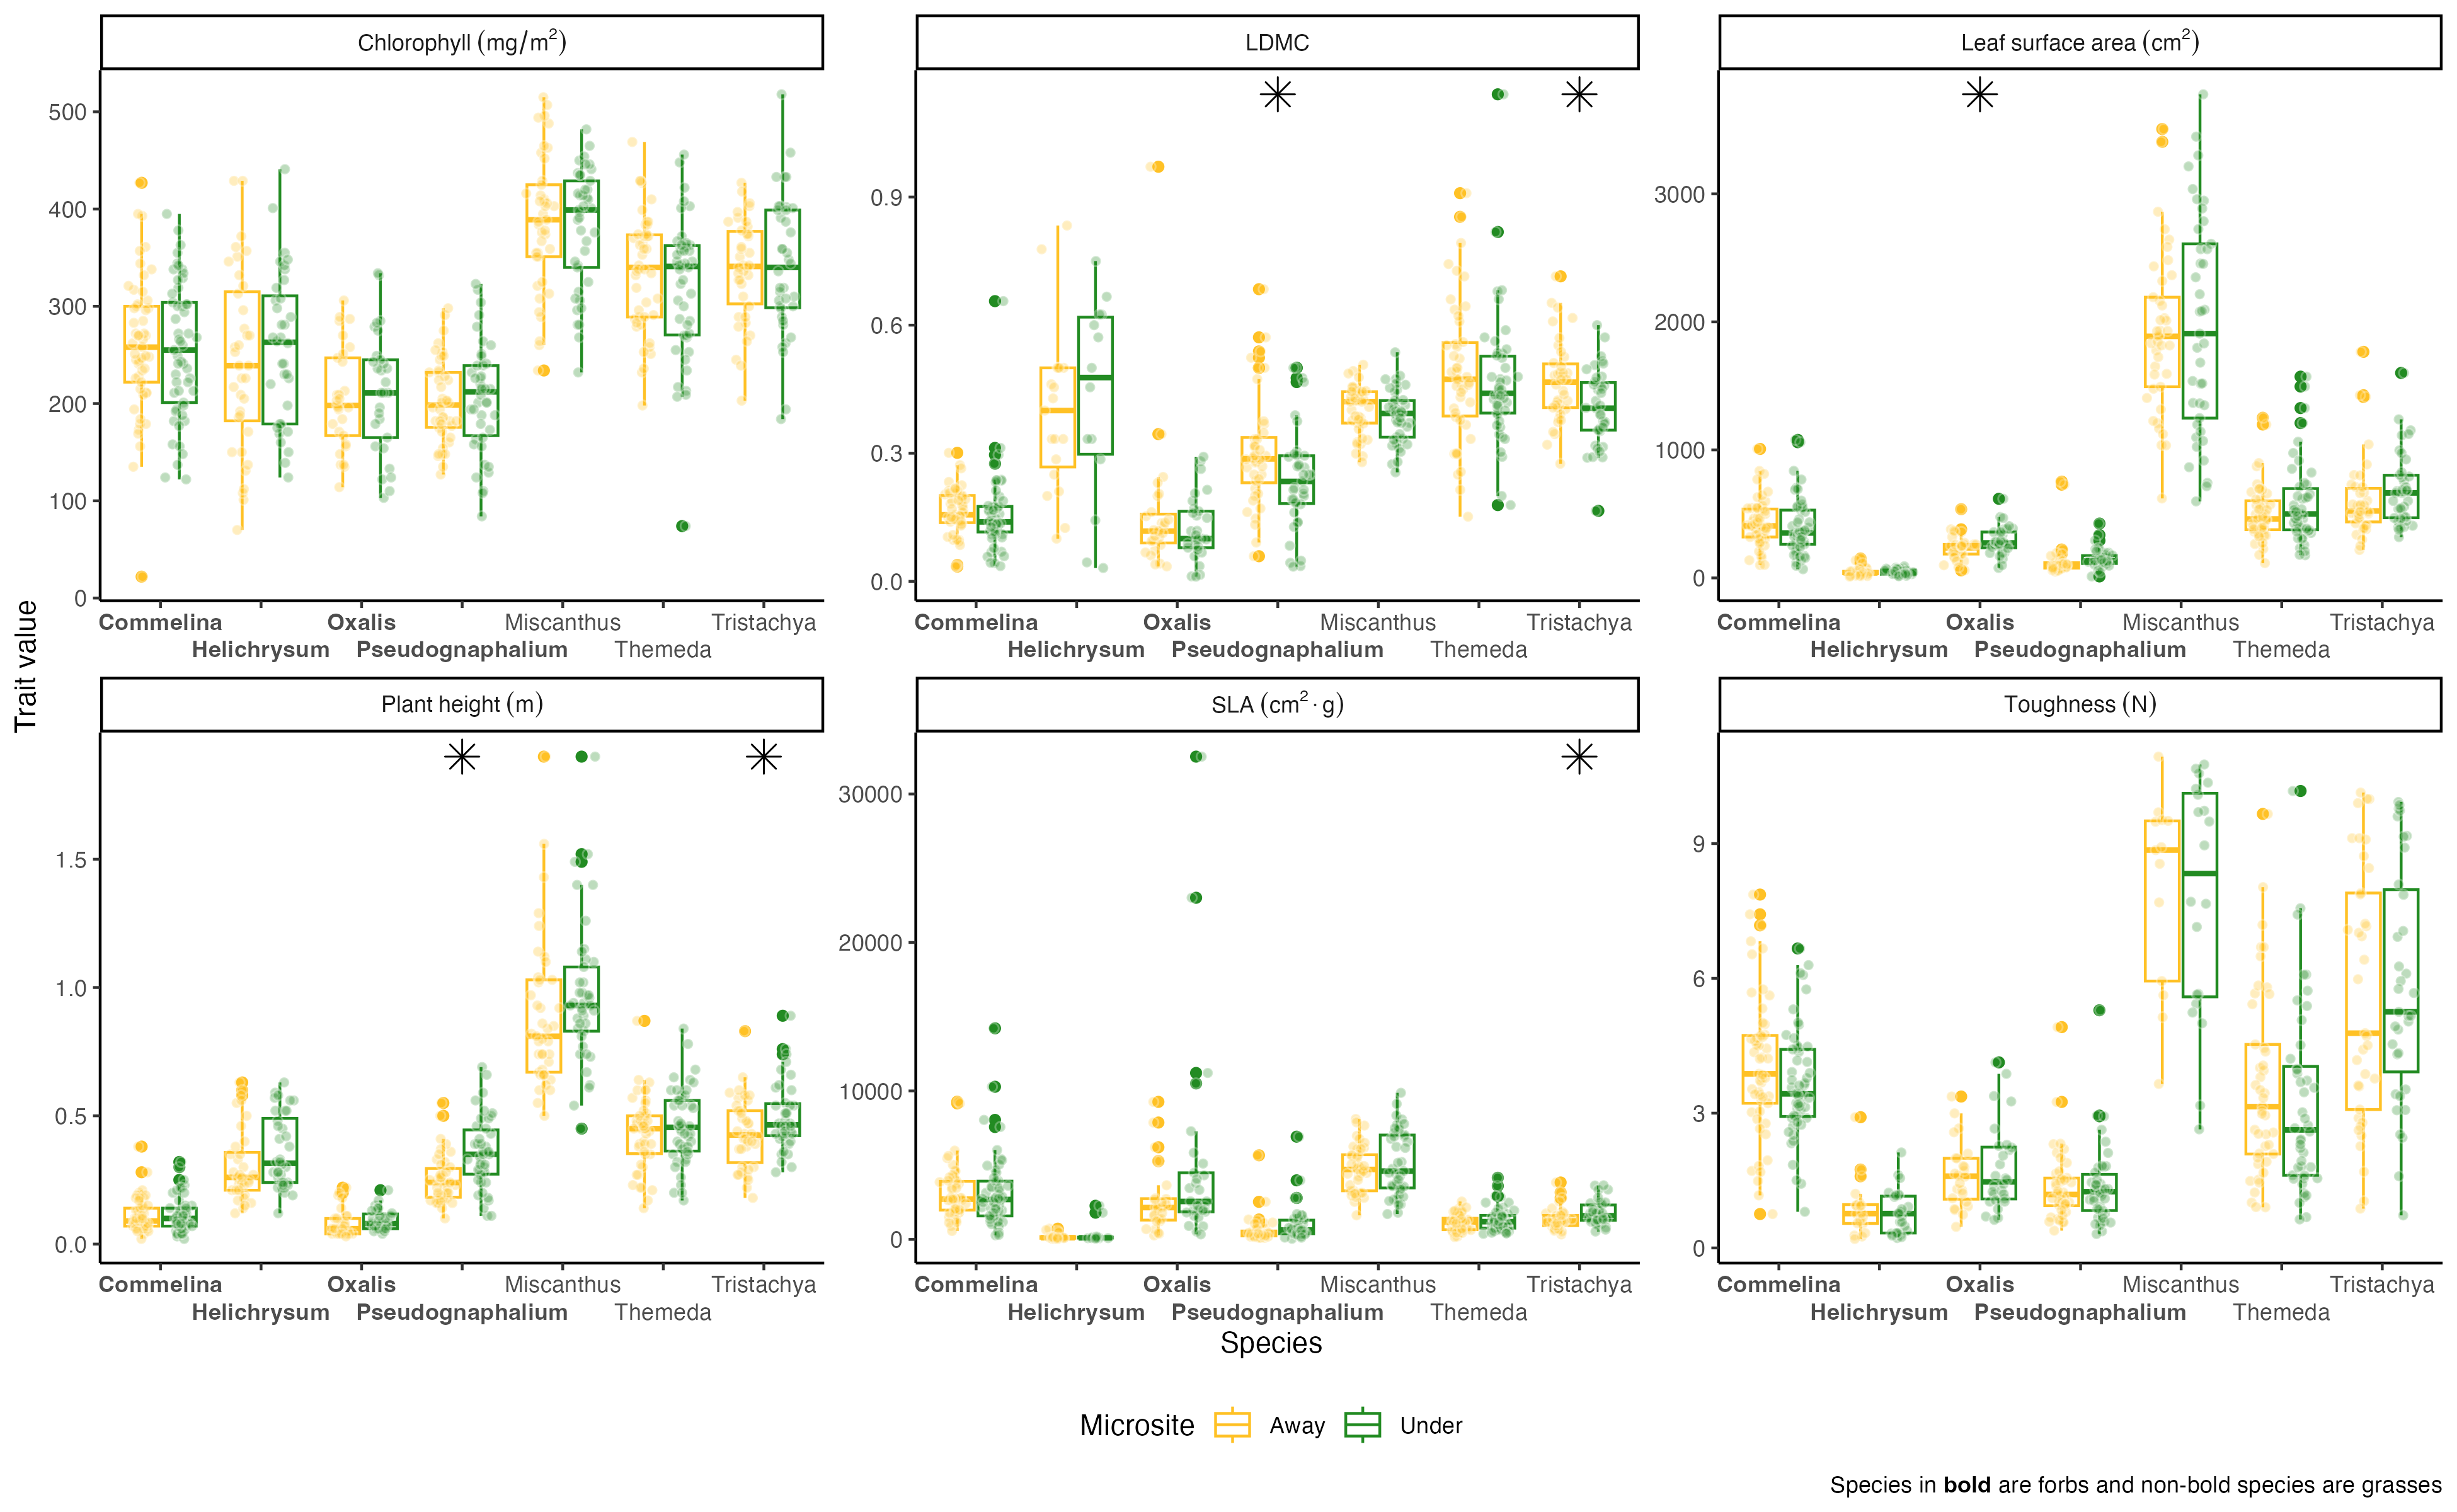 Chlorophyll (mg/m²)
LDMC
Leaf surface area (cm²)
500
400
300
200
100
0
0.9
0.6
0.3
0.0
3000
2000
1000
0
Commelina Oxalis Miscanthus Tristachya
Helichrysum Pseudognaphalium Themeda
Commelina Oxalis Miscanthus Tristachya
Helichrysum Pseudognaphalium Themeda
Commelina Oxalis Miscanthus Tristachya
Helichrysum Pseudognaphalium Themeda
Trait value
Plant height (m)
SLA (cm² · g)
Toughness (N)
1.5
1.0
0.5
0.0
30000
20000
10000
0
9
6
3
0
Commelina Oxalis Miscanthus Tristachya
Helichrysum Pseudognaphalium Themeda
Commelina Oxalis Miscanthus Tristachya
Helichrysum Pseudognaphalium Themeda
Commelina Oxalis Miscanthus Tristachya
Helichrysum Pseudognaphalium Themeda
Species
Microsite Away Under
Species in bold are forbs and non-bold species are grasses